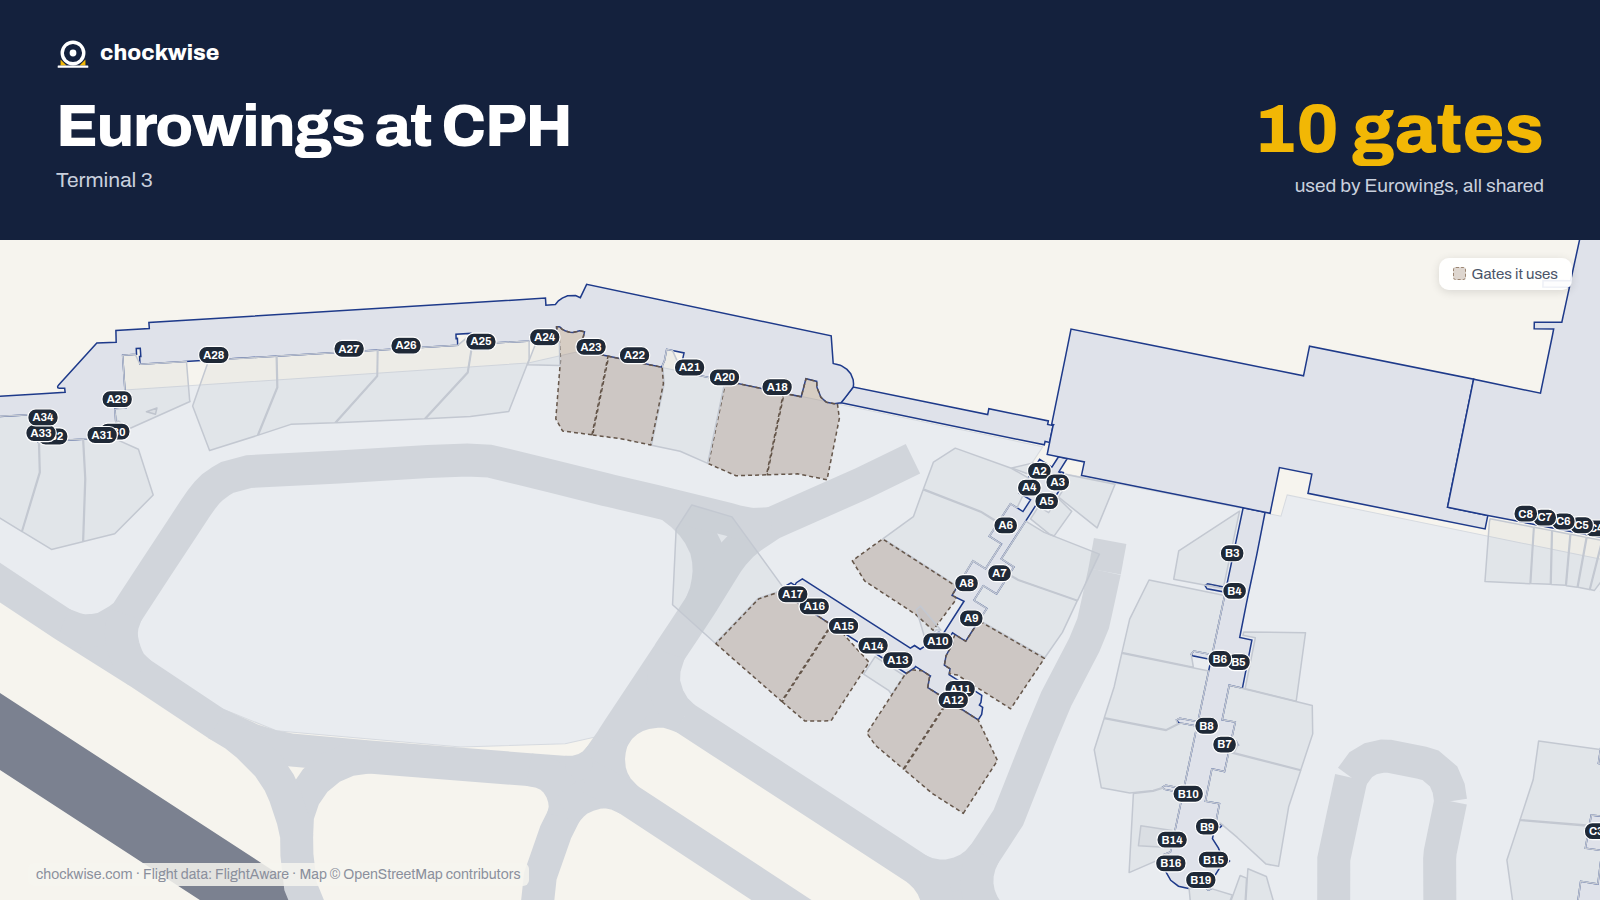 chockwise
Eurowings at CPH
Terminal 3
10 gates
used by Eurowings, all shared
Gates it uses
A28
A27
A26
A25
A24
A23
A22
A21
A20
A18
A29
A34
A33
A31
A2
A3
A4
A5
A6
A7
A8
A9
A10
A11
A12
A13
A14
A15
A16
A17
B3
B4
B6
B5
B8
B7
B10
B9
B14
B15
B16
B19
C8
C7
C6
C5
chockwise.com · Flight data: FlightAware · Map © OpenStreetMap contributors